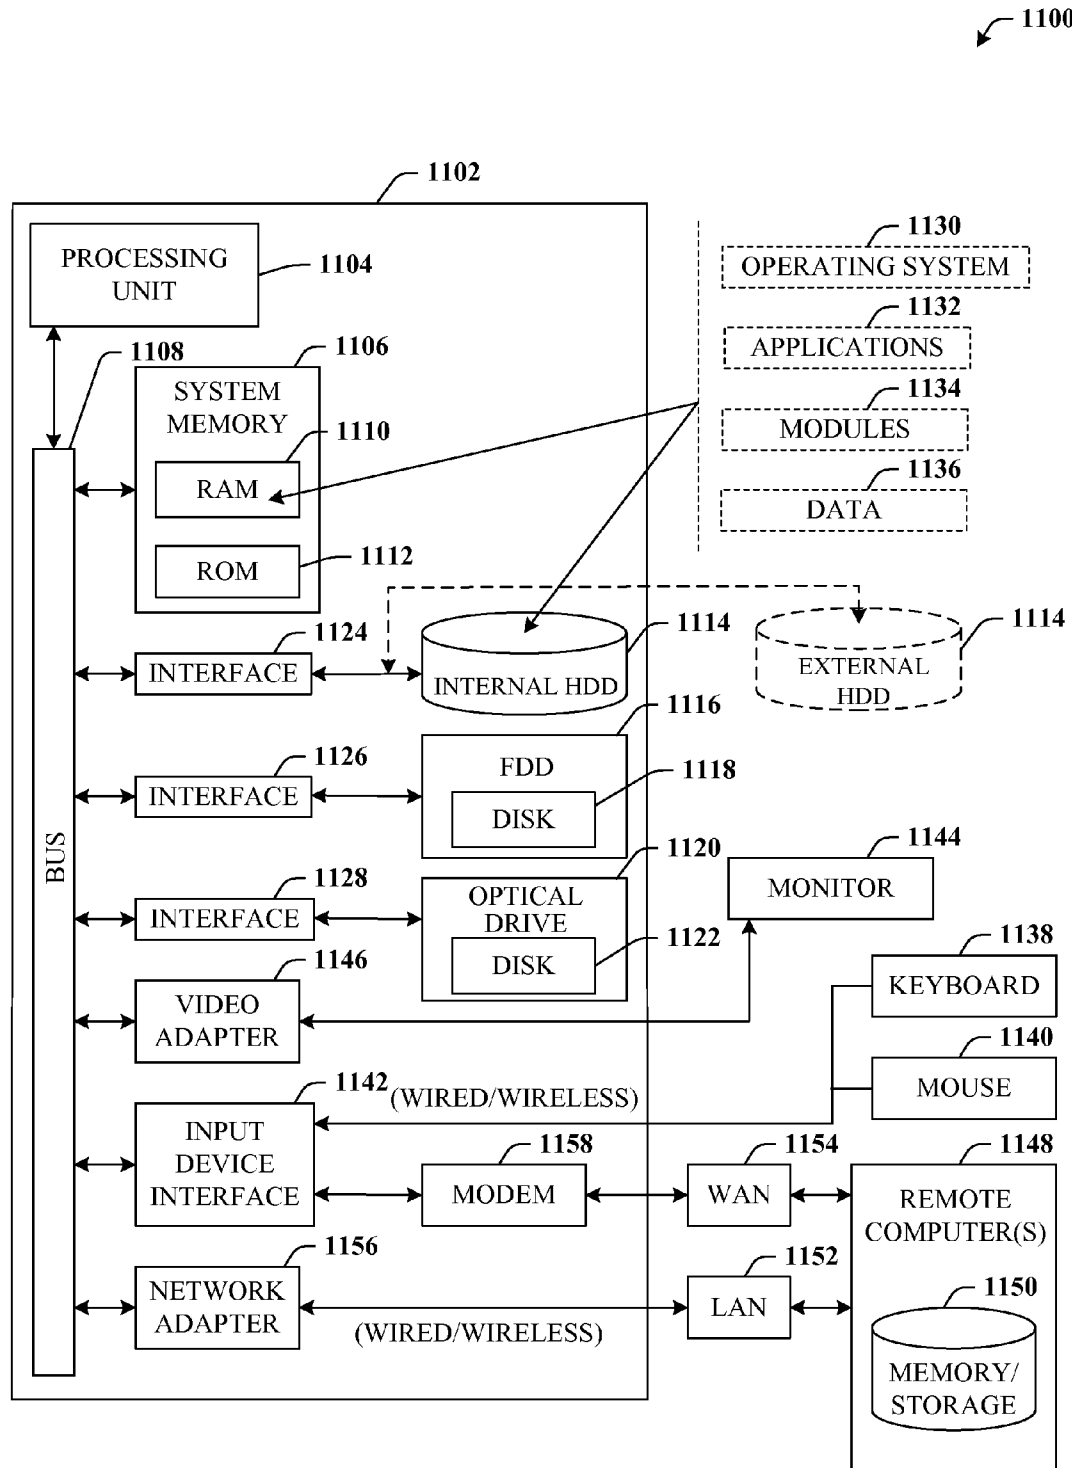 1100
1102
PROCESSING
UNIT
1104
1108
1106
SYSTEM
MEMORY
1110
RAM
1112
ROM
1130
OPERATING SYSTEM
1132
APPLICATIONS
1134
MODULES
1136
DATA
1124
INTERFACE
1114
INTERNAL HDD
1114
EXTERNAL
HDD
1126
INTERFACE
1116
FDD
1118
DISK
BUS
1128
INTERFACE
1120
OPTICAL
DRIVE
1122
DISK
1144
MONITOR
1146
VIDEO
ADAPTER
1138
KEYBOARD
1140
MOUSE
1142
(WIRED/WIRELESS)
INPUT
DEVICE
INTERFACE
1158
MODEM
1154
WAN
1148
REMOTE
COMPUTER(S)
1156
NETWORK
ADAPTER
(WIRED/WIRELESS)
1152
LAN
1150
MEMORY/
STORAGE